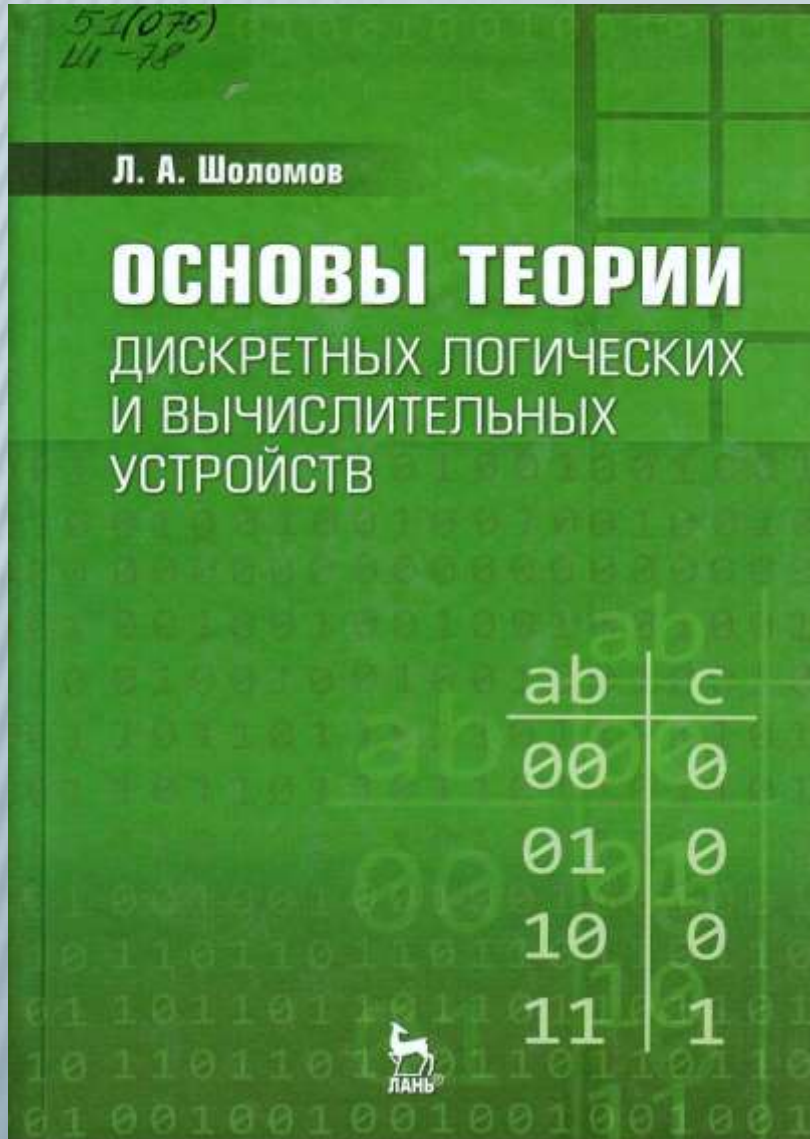 51(075)
Ш-78
Л. А. Шоломов
ОСНОВЫ ТЕОРИИ
ДИСКРЕТНЫХ ЛОГИЧЕСКИХ
И ВЫЧИСЛИТЕЛЬНЫХ
УСТРОЙСТВ
ab c
00 0
01 0
10 0
11 1
ЛАНЬ®